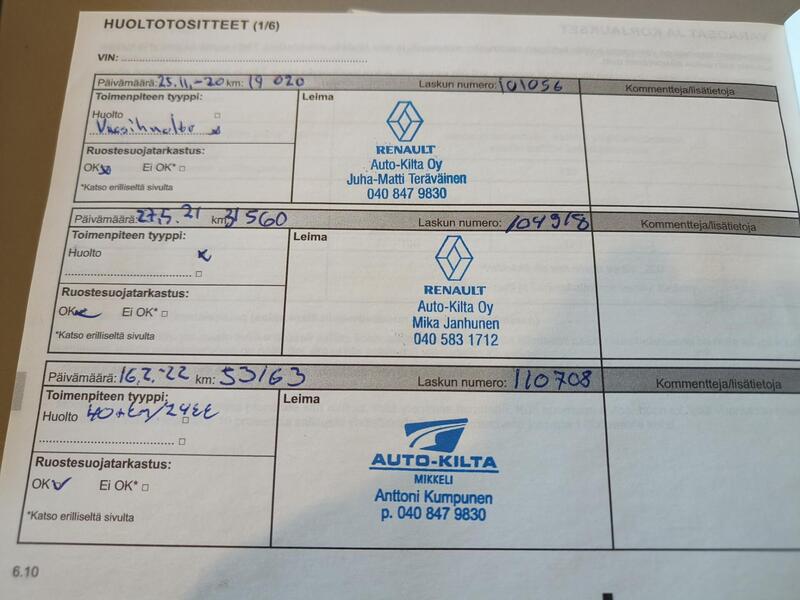 HUOLTOTOSITTEET (1/6)
VARAOSAT JA KORJAUKSET
VIN:
Päivämäärä: 25.11.-20 km: 19 020 Laskun numero: 101056 Kommentteja/lisätietoja
Toimenpiteen tyyppi:
Huolto □
Vuosihuolto
Ruostesuojatarkastus:
OK Ei OK* □
*Katso erilliseltä sivulta
Leima
RENAULT
Auto-Kilta Oy
Juha-Matti Teräväinen
040 847 9830
Päivämäärä: 27.5.21 km: 31 560 Laskun numero: 104918 Kommentteja/lisätietoja
Toimenpiteen tyyppi:
Huolto x
□
Ruostesuojatarkastus:
OK Ei OK* □
*Katso erilliseltä sivulta
Leima
RENAULT
Auto-Kilta Oy
Mika Janhunen
040 583 1712
Päivämäärä: 16.2.-22 km: 53163 Laskun numero: 110708 Kommentteja/lisätietoja
Toimenpiteen tyyppi:
Huolto
□
Ruostesuojatarkastus:
OK Ei OK* □
*Katso erilliseltä sivulta
Leima
AUTO-KILTA
MIKKELI
Anttoni Kumpunen
p. 040 847 9830
6.10